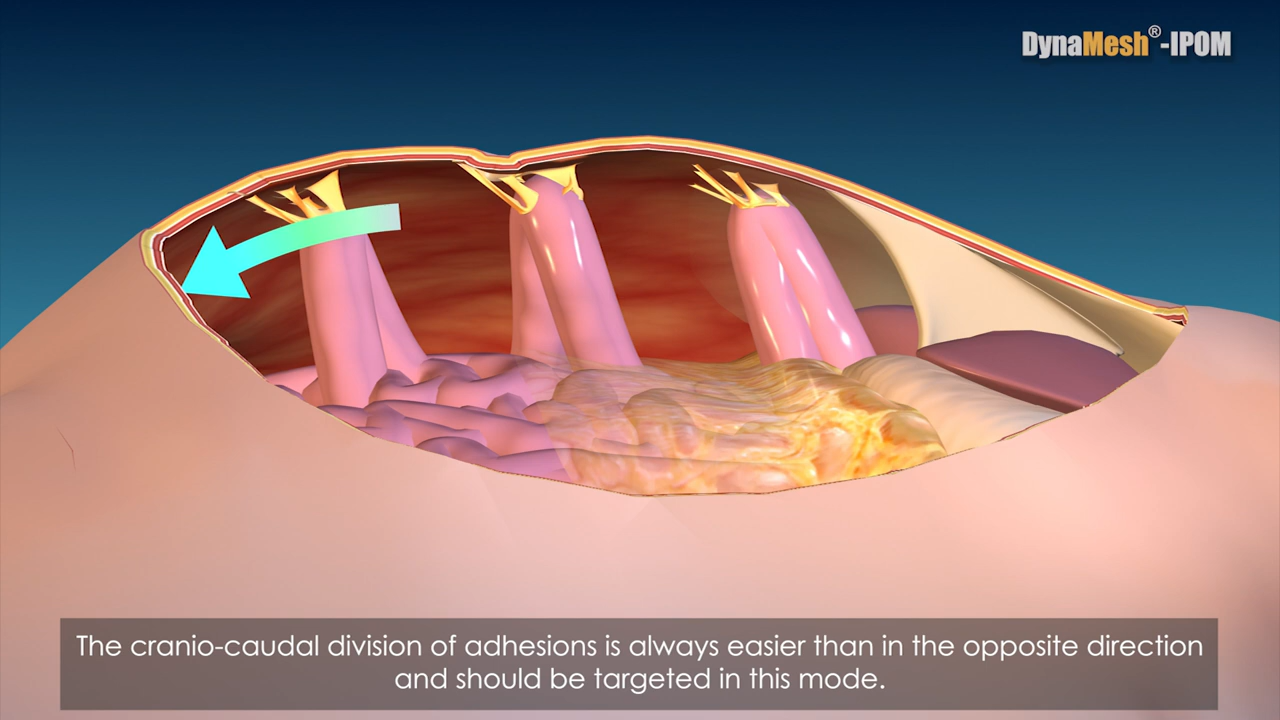 DynaMesh®-IPOM
The cranio-caudal division of adhesions is always easier than in the opposite direction
and should be targeted in this mode.